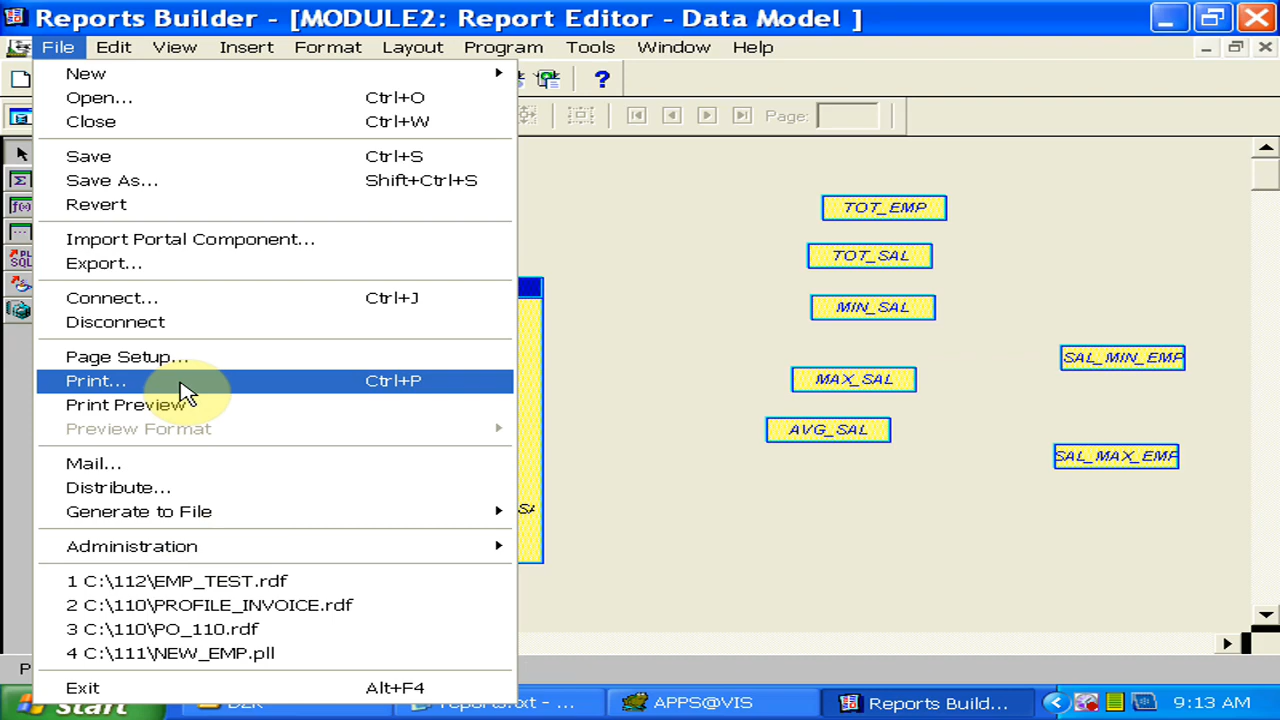 Reports Builder - [MODULE2: Report Editor - Data Model ]
File Edit View Insert Format Layout Program Tools Window Help
New
Open... Ctrl+O
Close Ctrl+W
Save Ctrl+S
Save As... Shift+Ctrl+S
Revert
Import Portal Component...
Export...
Connect... Ctrl+J
Disconnect
Page Setup...
Print... Ctrl+P
Print Preview
Preview Format
Mail...
Distribute...
Generate to File
Administration
1 C:\112\EMP_TEST.rdf
2 C:\110\PROFILE_INVOICE.rdf
3 C:\110\PO_110.rdf
4 C:\111\NEW_EMP.pll
Exit Alt+F4
Page:
TOT_EMP
TOT_SAL
MIN_SAL
SAL_MIN_EMP
MAX_SAL
AVG_SAL
SAL_MAX_EMP
Start
reports.txt - ...
APPS@VIS
Reports Build...
9:13 AM